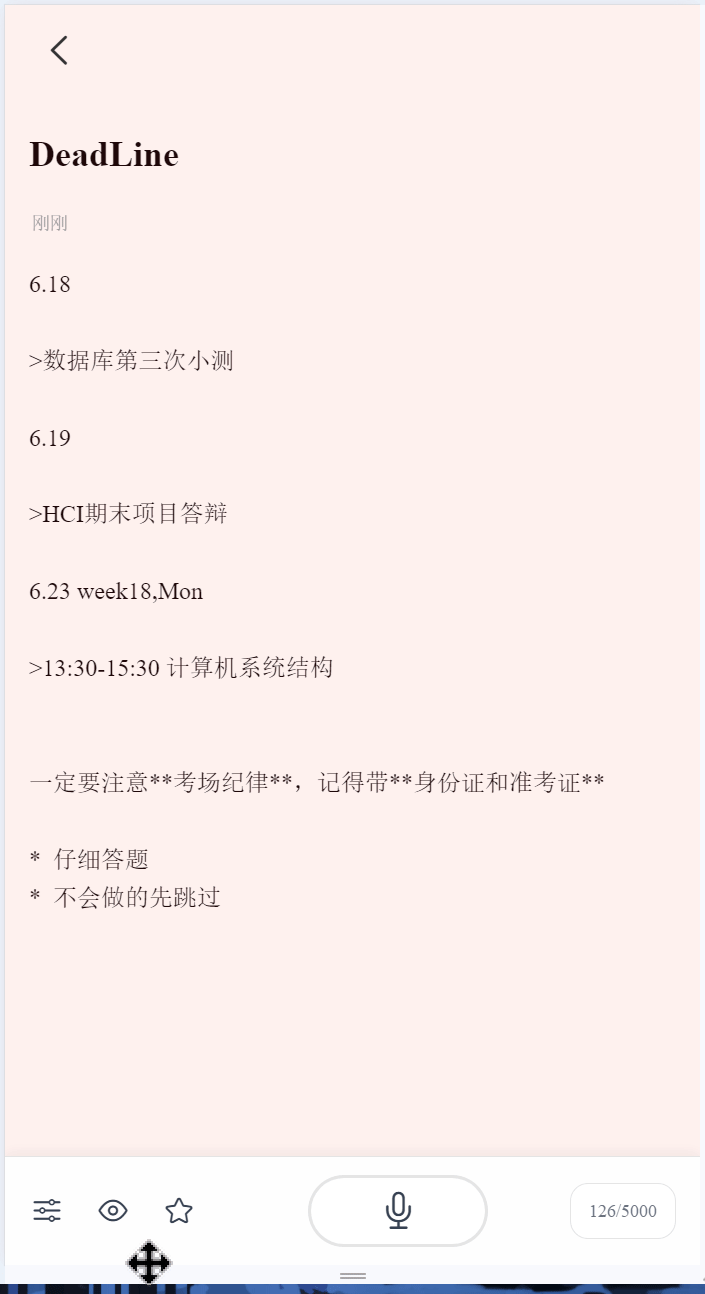 DeadLine
刚刚
6.18
>数据库第三次小测
6.19
>HCI期末项目答辩
6.23 week18,Mon
>13:30-15:30 计算机系统结构
一定要注意**考场纪律**，记得带**身份证和准考证**
* 仔细答题
* 不会做的先跳过
126/5000